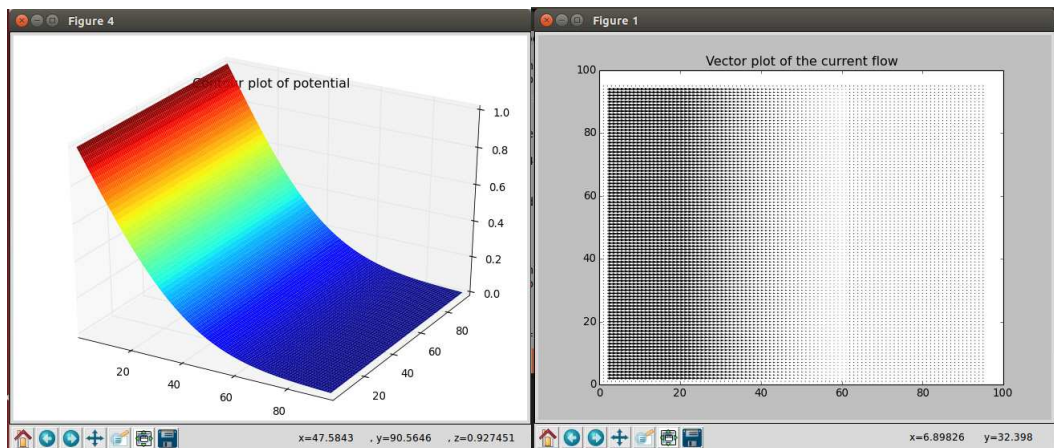 Figure 4
Contour plot of potential
1.0
0.8
0.6
0.4
0.2
0.0
80
60
40
20
20
40
60
80
x=47.5843 , y=90.5646 , z=0.927451
Figure 1
Vector plot of the current flow
100
80
60
40
20
0
0 20 40 60 80 100
x=6.89826 y=32.398